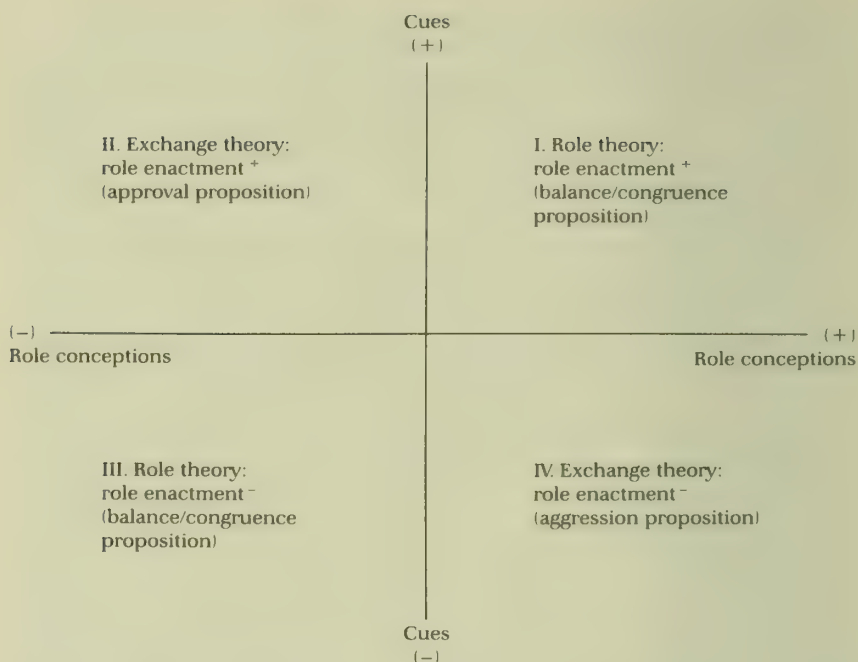 Cues
(+)
II. Exchange theory:
role enactment +
(approval proposition)
I. Role theory:
role enactment +
(balance/congruence
proposition)
(−)
Role conceptions
(+)
Role conceptions
III. Role theory:
role enactment −
(balance/congruence
proposition)
IV. Exchange theory:
role enactment −
(aggression proposition)
Cues
(−)